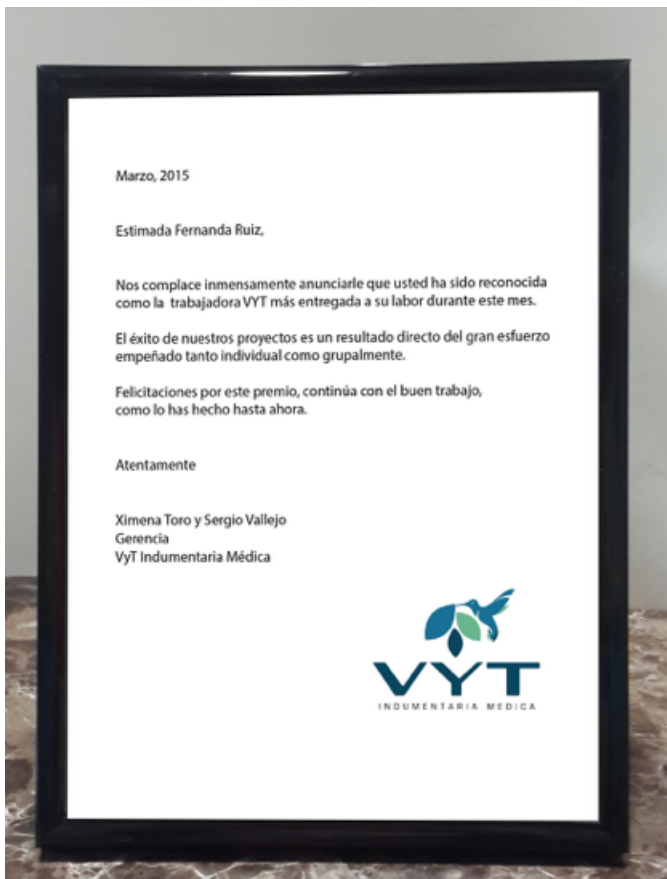 Marzo, 2015
Estimada Fernanda Ruiz,
Nos complace inmensamente anunciarle que usted ha sido reconocida
como la trabajadora VYT más entregada a su labor durante este mes.
El éxito de nuestros proyectos es un resultado directo del gran esfuerzo
empeñado tanto individual como grupalmente.
Felicitaciones por este premio, continúa con el buen trabajo,
como lo has hecho hasta ahora.
Atentamente
Ximena Toro y Sergio Vallejo
Gerencia
VyT Indumentaria Médica
VYT
INDUMENTARIA MEDICA